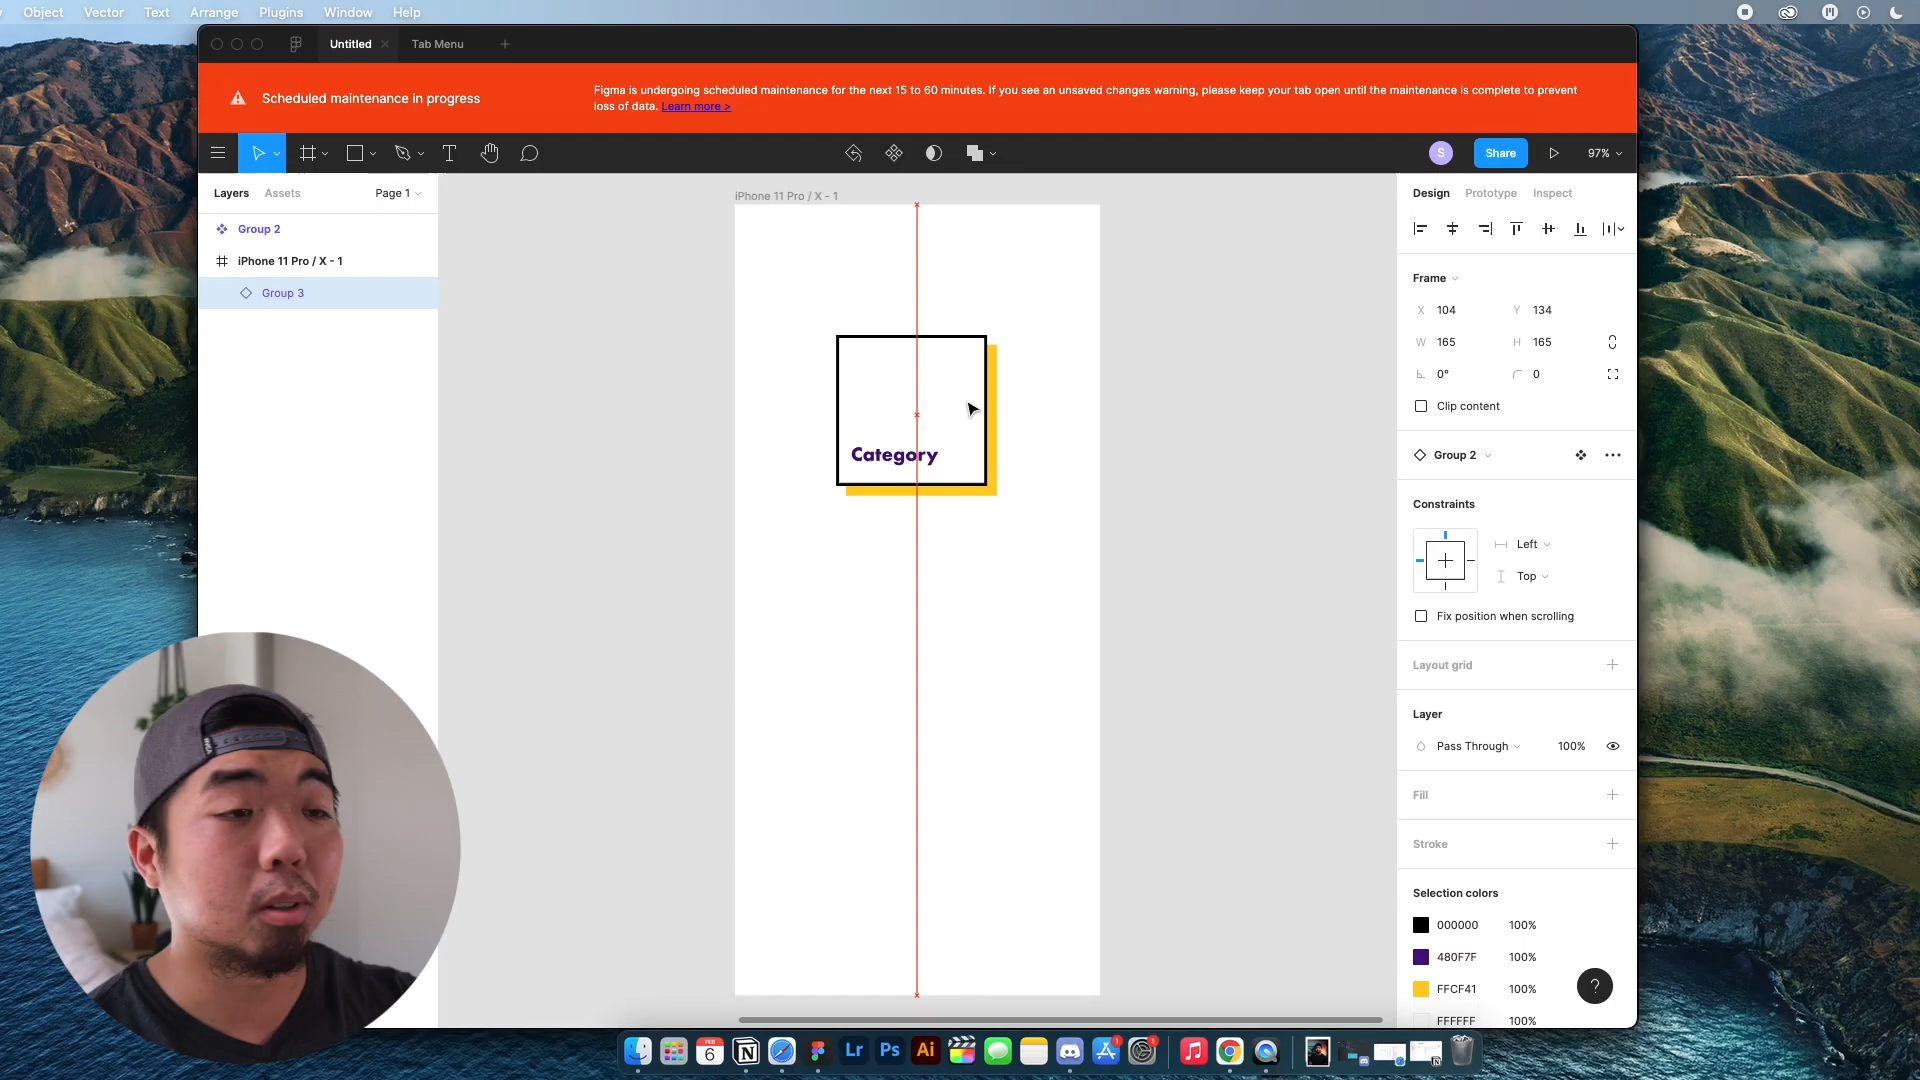 Object Vector Text Arrange Plugins Window Help
Untitled Tab Menu
Scheduled maintenance in progress
Figma is undergoing scheduled maintenance for the next 15 to 60 minutes. If you see an unsaved changes warning, please keep your tab open until the maintenance is complete to prevent
loss of data. Learn more >
S Share 97%
Layers Assets Page 1
Group 2
iPhone 11 Pro / X - 1
Group 3
iPhone 11 Pro / X - 1
Category
Design Prototype Inspect
Frame
X 104 Y 134
W 165 H 165
0° 0
Clip content
Group 2
Constraints
Left
Top
Fix position when scrolling
Layout grid
Layer
Pass Through 100%
Fill
Stroke
Selection colors
000000 100%
480F7F 100%
FFCF41 100%
FFFFFF 100%
?
FEB
6
Lr Ps Ai
1 1